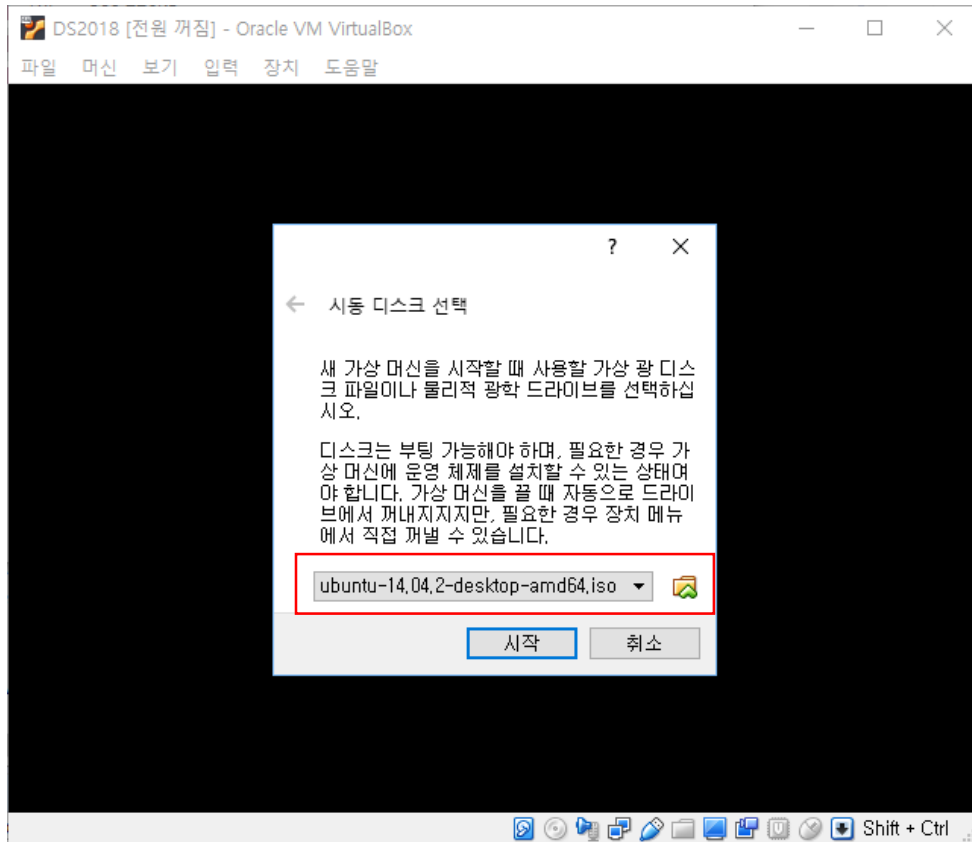 DS2018 [전원 꺼짐] - Oracle VM VirtualBox
파일 머신 보기 입력 장치 도움말
?
시동 디스크 선택
새 가상 머신을 시작할 때 사용할 가상 광 디스
크 파일이나 물리적 광학 드라이브를 선택하십
시오.
디스크는 부팅 가능해야 하며, 필요한 경우 가
상 머신에 운영 체제를 설치할 수 있는 상태여
야 합니다. 가상 머신을 끌 때 자동으로 드라이
브에서 꺼내지지지만, 필요한 경우 장치 메뉴
에서 직접 꺼낼 수 있습니다.
ubuntu-14,04,2-desktop-amd64,iso
시작 취소
Shift + Ctrl